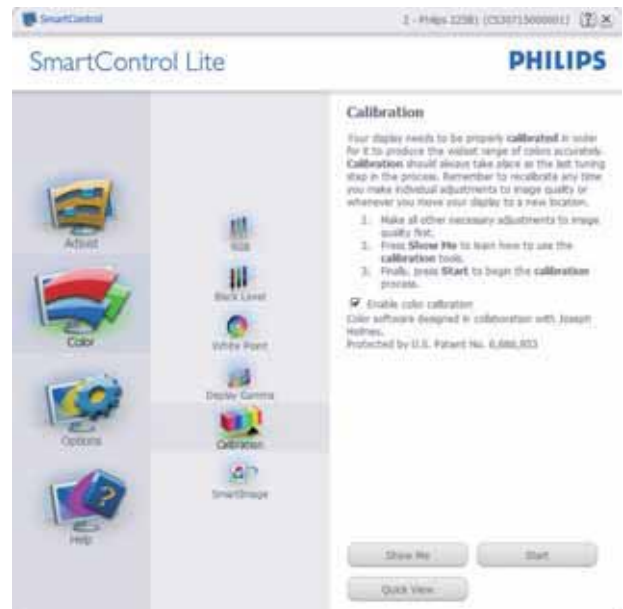 SmartControl
2 - Philips 225B1
SmartControl Lite
PHILIPS
Adjust
Color
Options
Help
RGB
Black Level
White Point
Display Gamma
Calibration
SmartImage
Calibration
Your display needs to be properly calibrated in order
for it to produce the widest range of colors accurately.
Calibration should always take place as the last tuning
step in the process. Remember to recalibrate any time
you make individual adjustments to image quality or
whenever you move your display to a new location.
1. Make all other necessary adjustments to image
quality first.
2. Press Show Me to learn how to use the
calibration tools.
3. Finally, press Start to begin the calibration
process.
Enable color calibration
Color software designed in collaboration with Joseph
Holmes.
Protected by U.S. Patent No.
Show Me
Start
Quick View